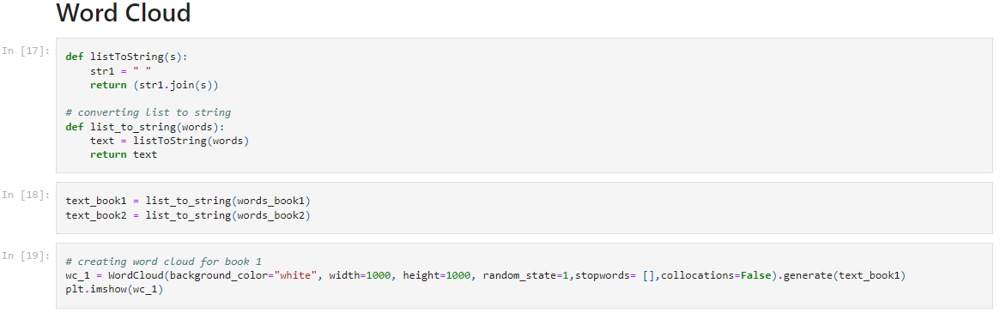 Word Cloud
In [17]:
def listToString(s):
    str1 = " "
    return (str1.join(s))
# converting list to string
def list_to_string(words):
    text = listToString(words)
    return text
In [18]:
text_book1 = list_to_string(words_book1)
text_book2 = list_to_string(words_book2)
In [19]:
# creating word cloud for book 1
wc_1 = WordCloud(background_color="white", width=1000, height=1000, random_state=1,stopwords= [],collocations=False).generate(text_book1)
plt.imshow(wc_1)